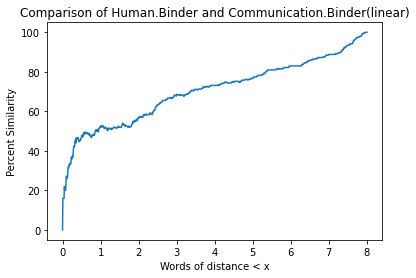 Comparison of Human.Binder and Communication.Binder(linear)
100
80
60
40
20
0
Percent Similarity
0 1 2 3 4 5 6 7 8
Words of distance < x